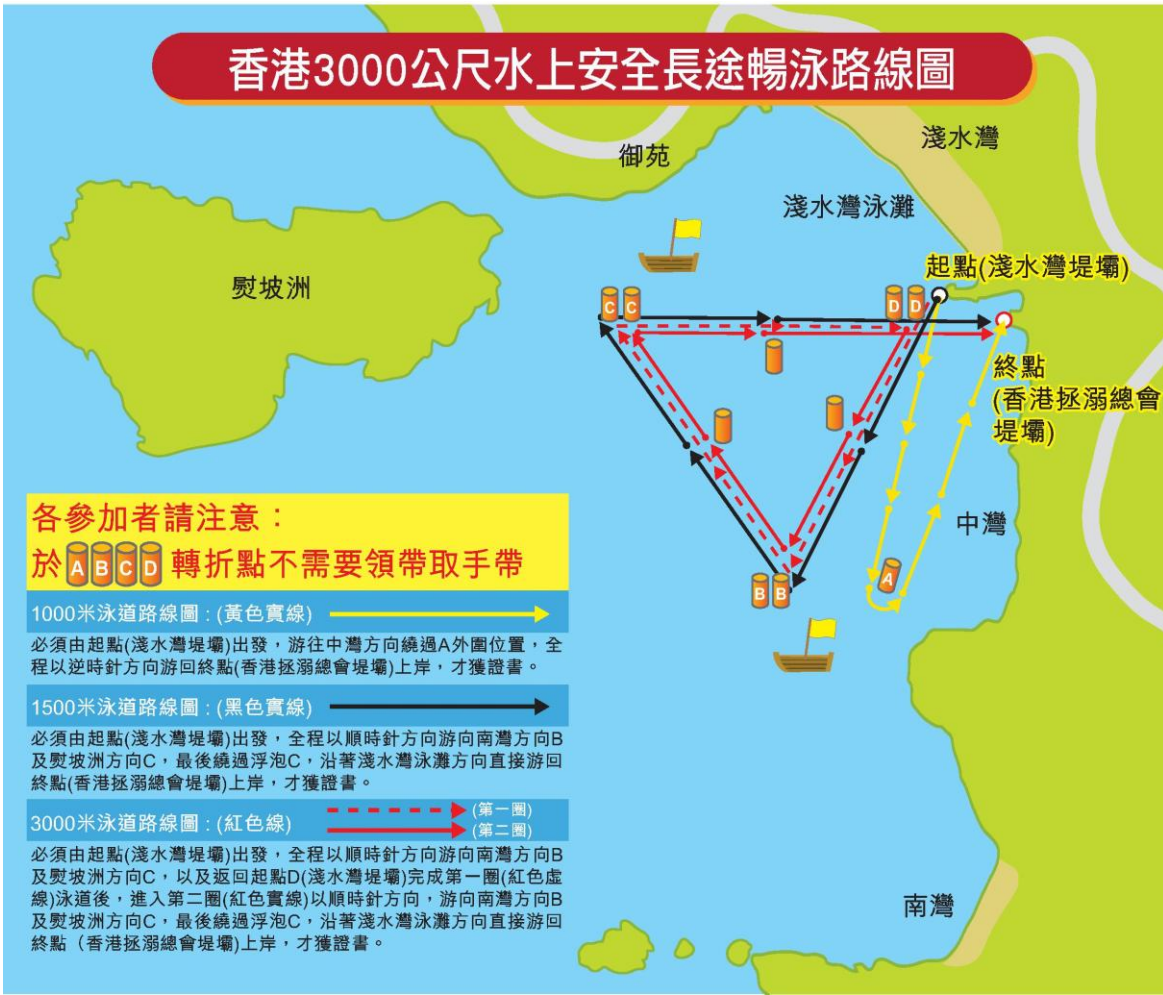 香港3000公尺水上安全長途暢泳路線圖
淺水灣
御苑
淺水灣泳灘
熨坡洲
起點(淺水灣堤壩)
C C
D D
終點
(香港拯溺總會
堤壩)
中灣
A
B B
各參加者請注意：
於 A B C D 轉折點不需要領帶取手帶
1000米泳道路線圖 : (黃色實線)
必須由起點(淺水灣堤壩)出發，游往中灣方向繞過A外圍位置，全
程以逆時針方向游回終點(香港拯溺總會堤壩)上岸，才獲證書。
1500米泳道路線圖 : (黑色實線)
必須由起點(淺水灣堤壩)出發，全程以順時針方向游向南灣方向B
及熨坡洲方向C，最後繞過浮泡C，沿著淺水灣泳灘方向直接游回
終點(香港拯溺總會堤壩)上岸，才獲證書。
3000米泳道路線圖 : (紅色線)
(第一圈)
(第二圈)
必須由起點(淺水灣堤壩)出發，全程以順時針方向游向南灣方向B
及熨坡洲方向C，以及返回起點D(淺水灣堤壩)完成第一圈(紅色虛
線)泳道後，進入第二圈(紅色實線)以順時針方向，游向南灣方向B
及熨坡洲方向C，最後繞過浮泡C，沿著淺水灣泳灘方向直接游回
終點（香港拯溺總會堤壩)上岸，才獲證書。
南灣